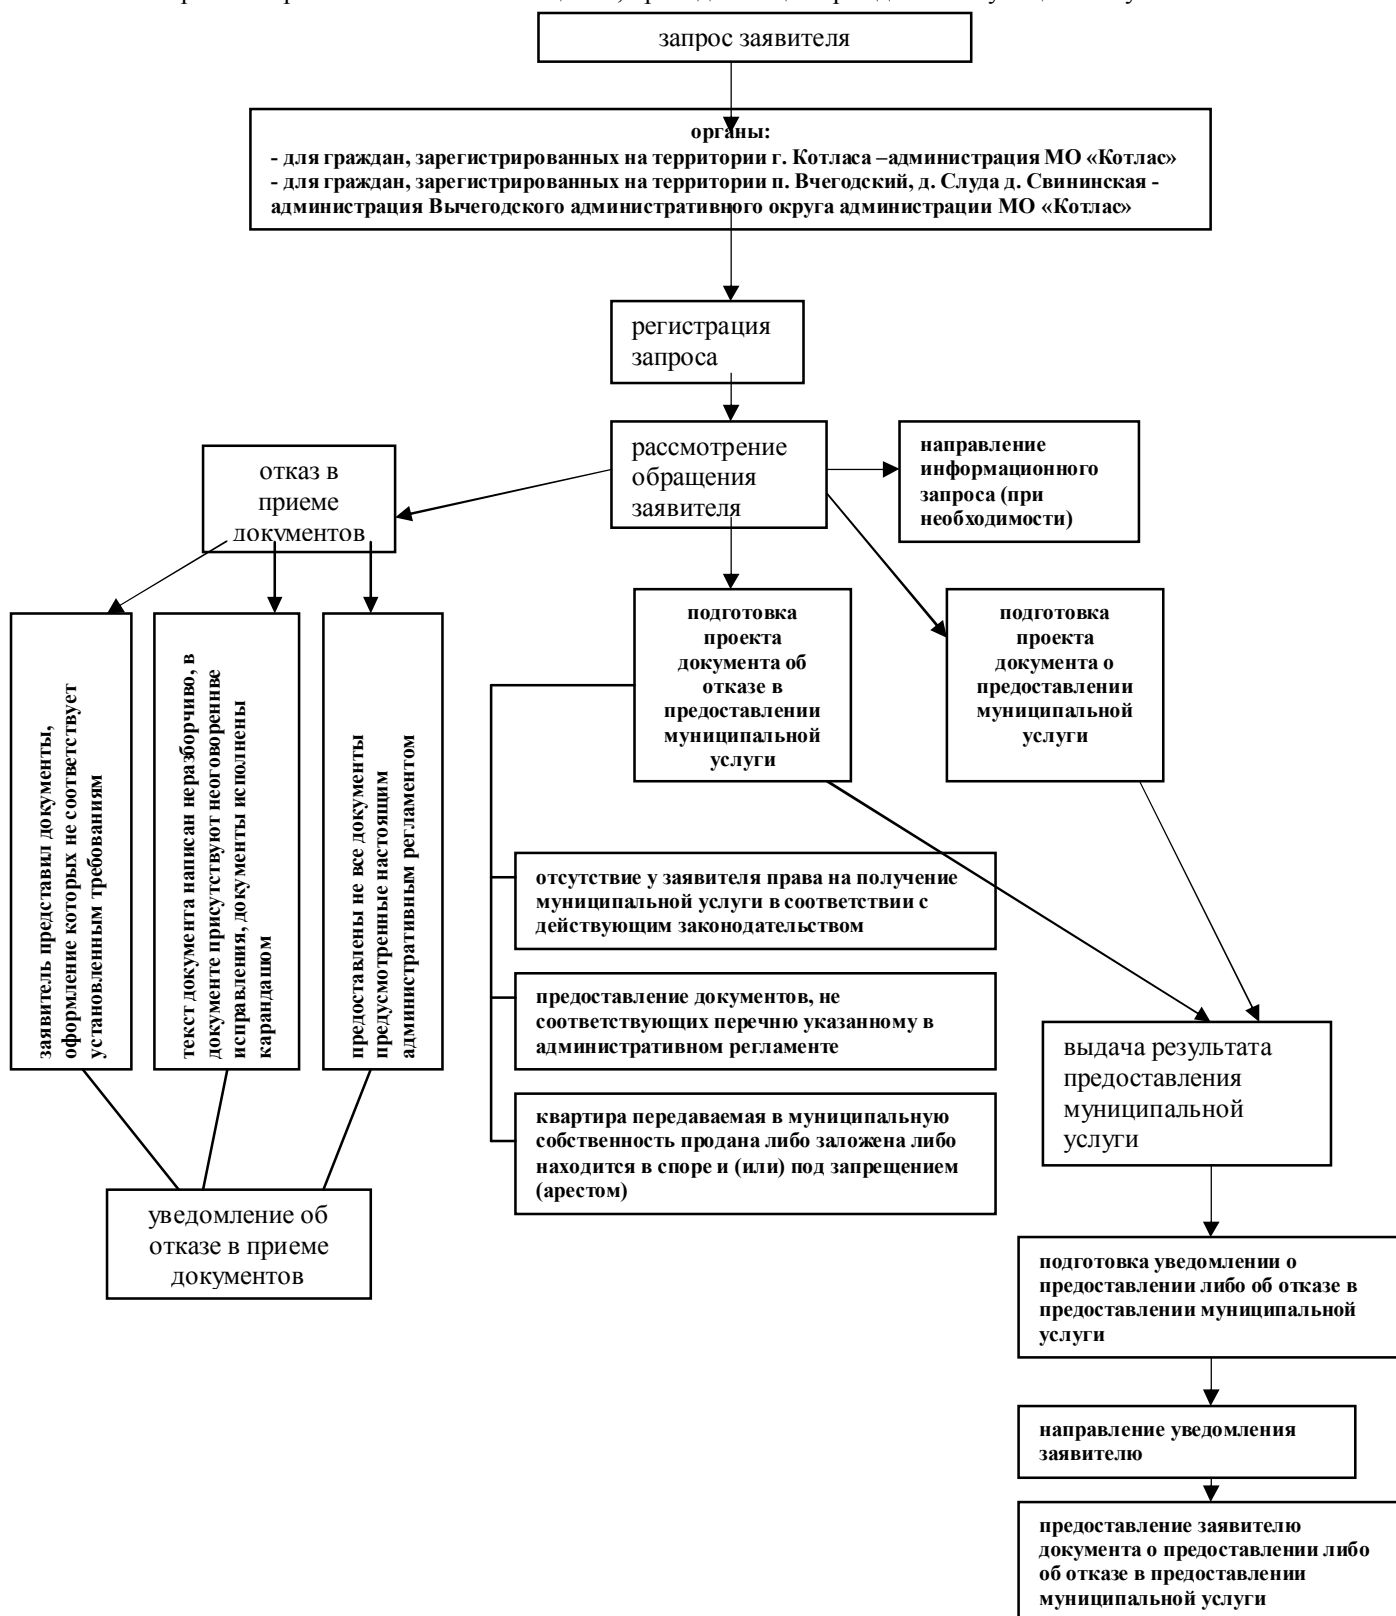 запрос заявителя
органы:
- для граждан, зарегистрированных на территории г. Котласа –администрация МО «Котлас»
- для граждан, зарегистрированных на территории п. Вчегодский, д. Слуда д. Свининская -
администрация Вычегодского административного округа администрации МО «Котлас»
регистрация
запроса
рассмотрение
обращения
заявителя
направление
информационного
запроса (при
необходимости)
отказ в
приеме
документов
заявитель представил документы,
оформление которых не соответствует
установленным требованиям
текст документа написан неразборчиво, в
документе присутствуют неоговореннве
исправления, документы исполнены
карандашом
предоставлены не все документы
предусмотренные настоящим
административным регламентом
подготовка
проекта
документа об
отказе в
предоставлении
муниципальной
услуги
подготовка
проекта
документа о
предоставлении
муниципальной
услуги
отсутствие у заявителя права на получение
муниципальной услуги в соответствии с
действующим законодательством
предоставление документов, не
соответствующих перечню указанному в
административном регламенте
квартира передаваемая в муниципальную
собственность продана либо заложена либо
находится в споре и (или) под запрещением
(арестом)
уведомление об
отказе в приеме
документов
выдача результата
предоставления
муниципальной
услуги
подготовка уведомлении о
предоставлении либо об отказе в
предоставлении муниципальной
услуги
направление уведомления
заявителю
предоставление заявителю
документа о предоставлении либо
об отказе в предоставлении
муниципальной услуги